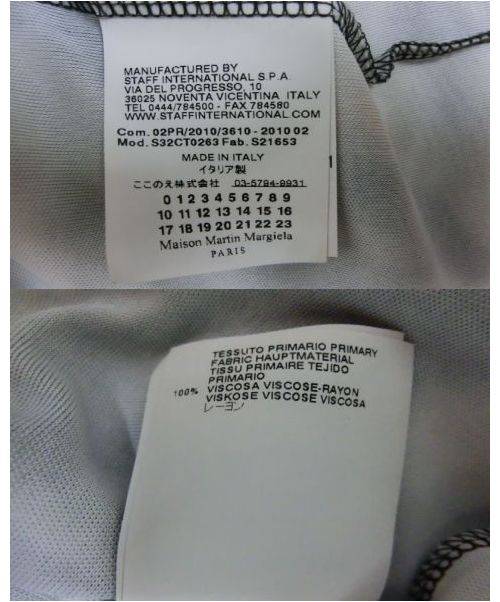 MANUFACTURED BY
STAFF INTERNATIONAL S.P.A.
VIA DEL PROGRESSO, 10
36025 NOVENTA VICENTINA ITALY
TEL 0444/784500 - FAX 784580
WWW.STAFFINTERNATIONAL.COM
Com. 02PR/2010/3610 - 2010 02
Mod. S32CT0263 Fab. S21653
MADE IN ITALY
イタリア製
ここのえ株式会社 03-5794-9931
0 1 2 3 4 5 6 7 8 9
10 11 12 13 14 15 16
17 18 19 20 21 22 23
Maison Martin Margiela
PARIS
TESSUTO PRIMARIO PRIMARY
FABRIC HAUPTMATERIAL
TISSU PRIMAIRE TEJIDO
PRIMARIO
100% VISCOSA VISCOSE-RAYON
VISKOSE VISCOSE VISCOSA
レーヨン